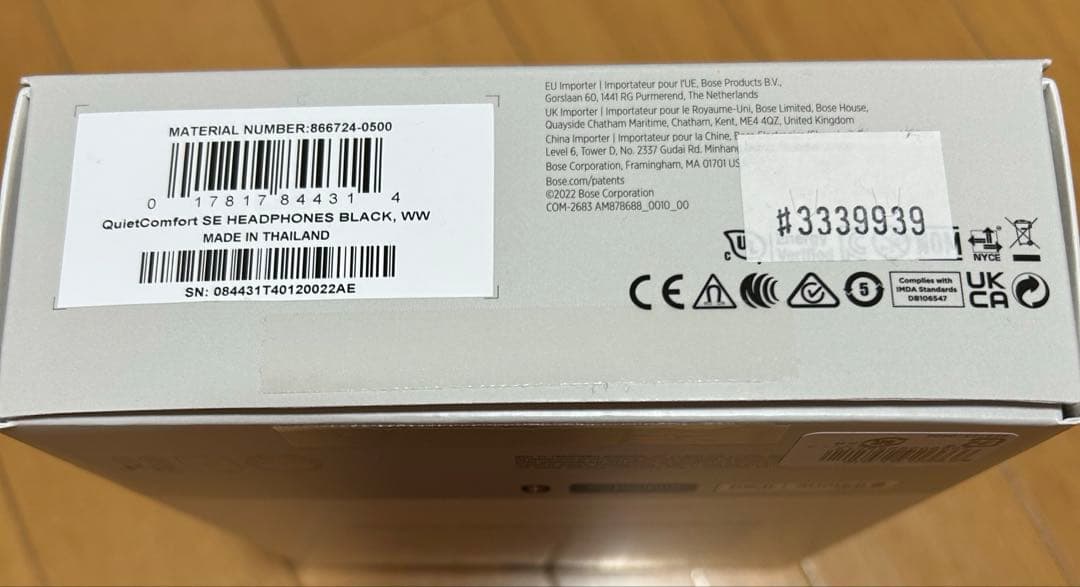 MATERIAL NUMBER:866724-0500
0 17817 84431 4
QuietComfort SE HEADPHONES BLACK, WW
MADE IN THAILAND
SN: 084431T40120022AE
EU Importer | Importateur pour l'UE, Bose Products B.V.,
Gorslaan 60, 1441 RG Purmerend, The Netherlands
UK Importer | Importateur pour le Royaume-Uni, Bose Limited, Bose House,
Quayside Chatham Maritime, Chatham, Kent, ME4 4QZ, United Kingdom
China Importer | Importateur pour la Chine,
Level 6, Tower D, No. 2337 Gudai Rd. Minhang
Bose Corporation, Framingham, MA 01701 US
Bose.com/patents
©2022 Bose Corporation
COM-2683 AM878688_0010_00
#3339939
NYCE
CE
5
Complies with
IMDA Standards
DB106547
UK
CA